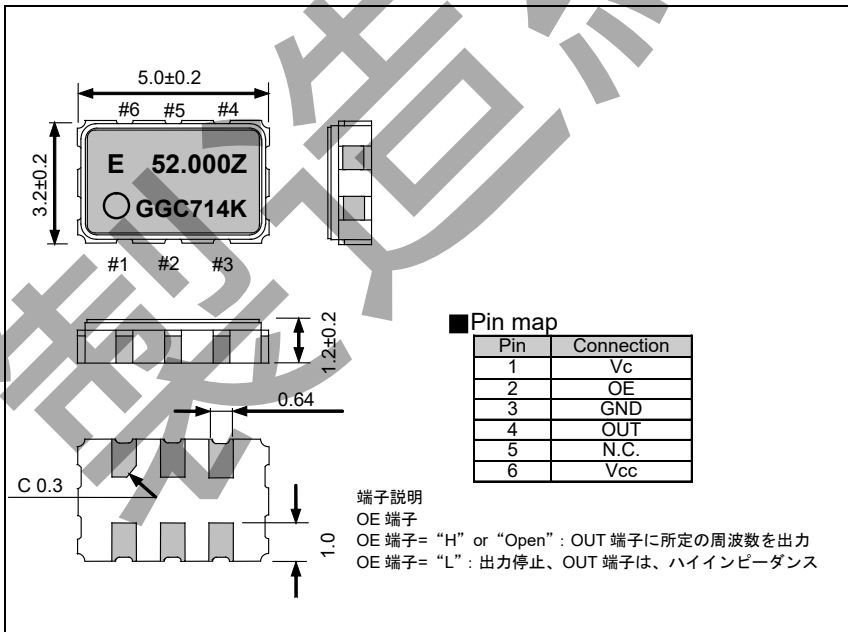 5.0±0.2
#6 #5 #4
3.2±0.2
E 52.000Z
GGC714K
#1 #2 #3
1.2±0.2
0.64
C 0.3
1.0
■Pin map
Pin Connection
1 Vc
2 OE
3 GND
4 OUT
5 N.C.
6 Vcc
端子説明
OE 端子
OE 端子= “H” or “Open” : OUT 端子に所定の周波数を出力
OE 端子= “L” : 出力停止、OUT 端子は、ハイインピーダンス
製造